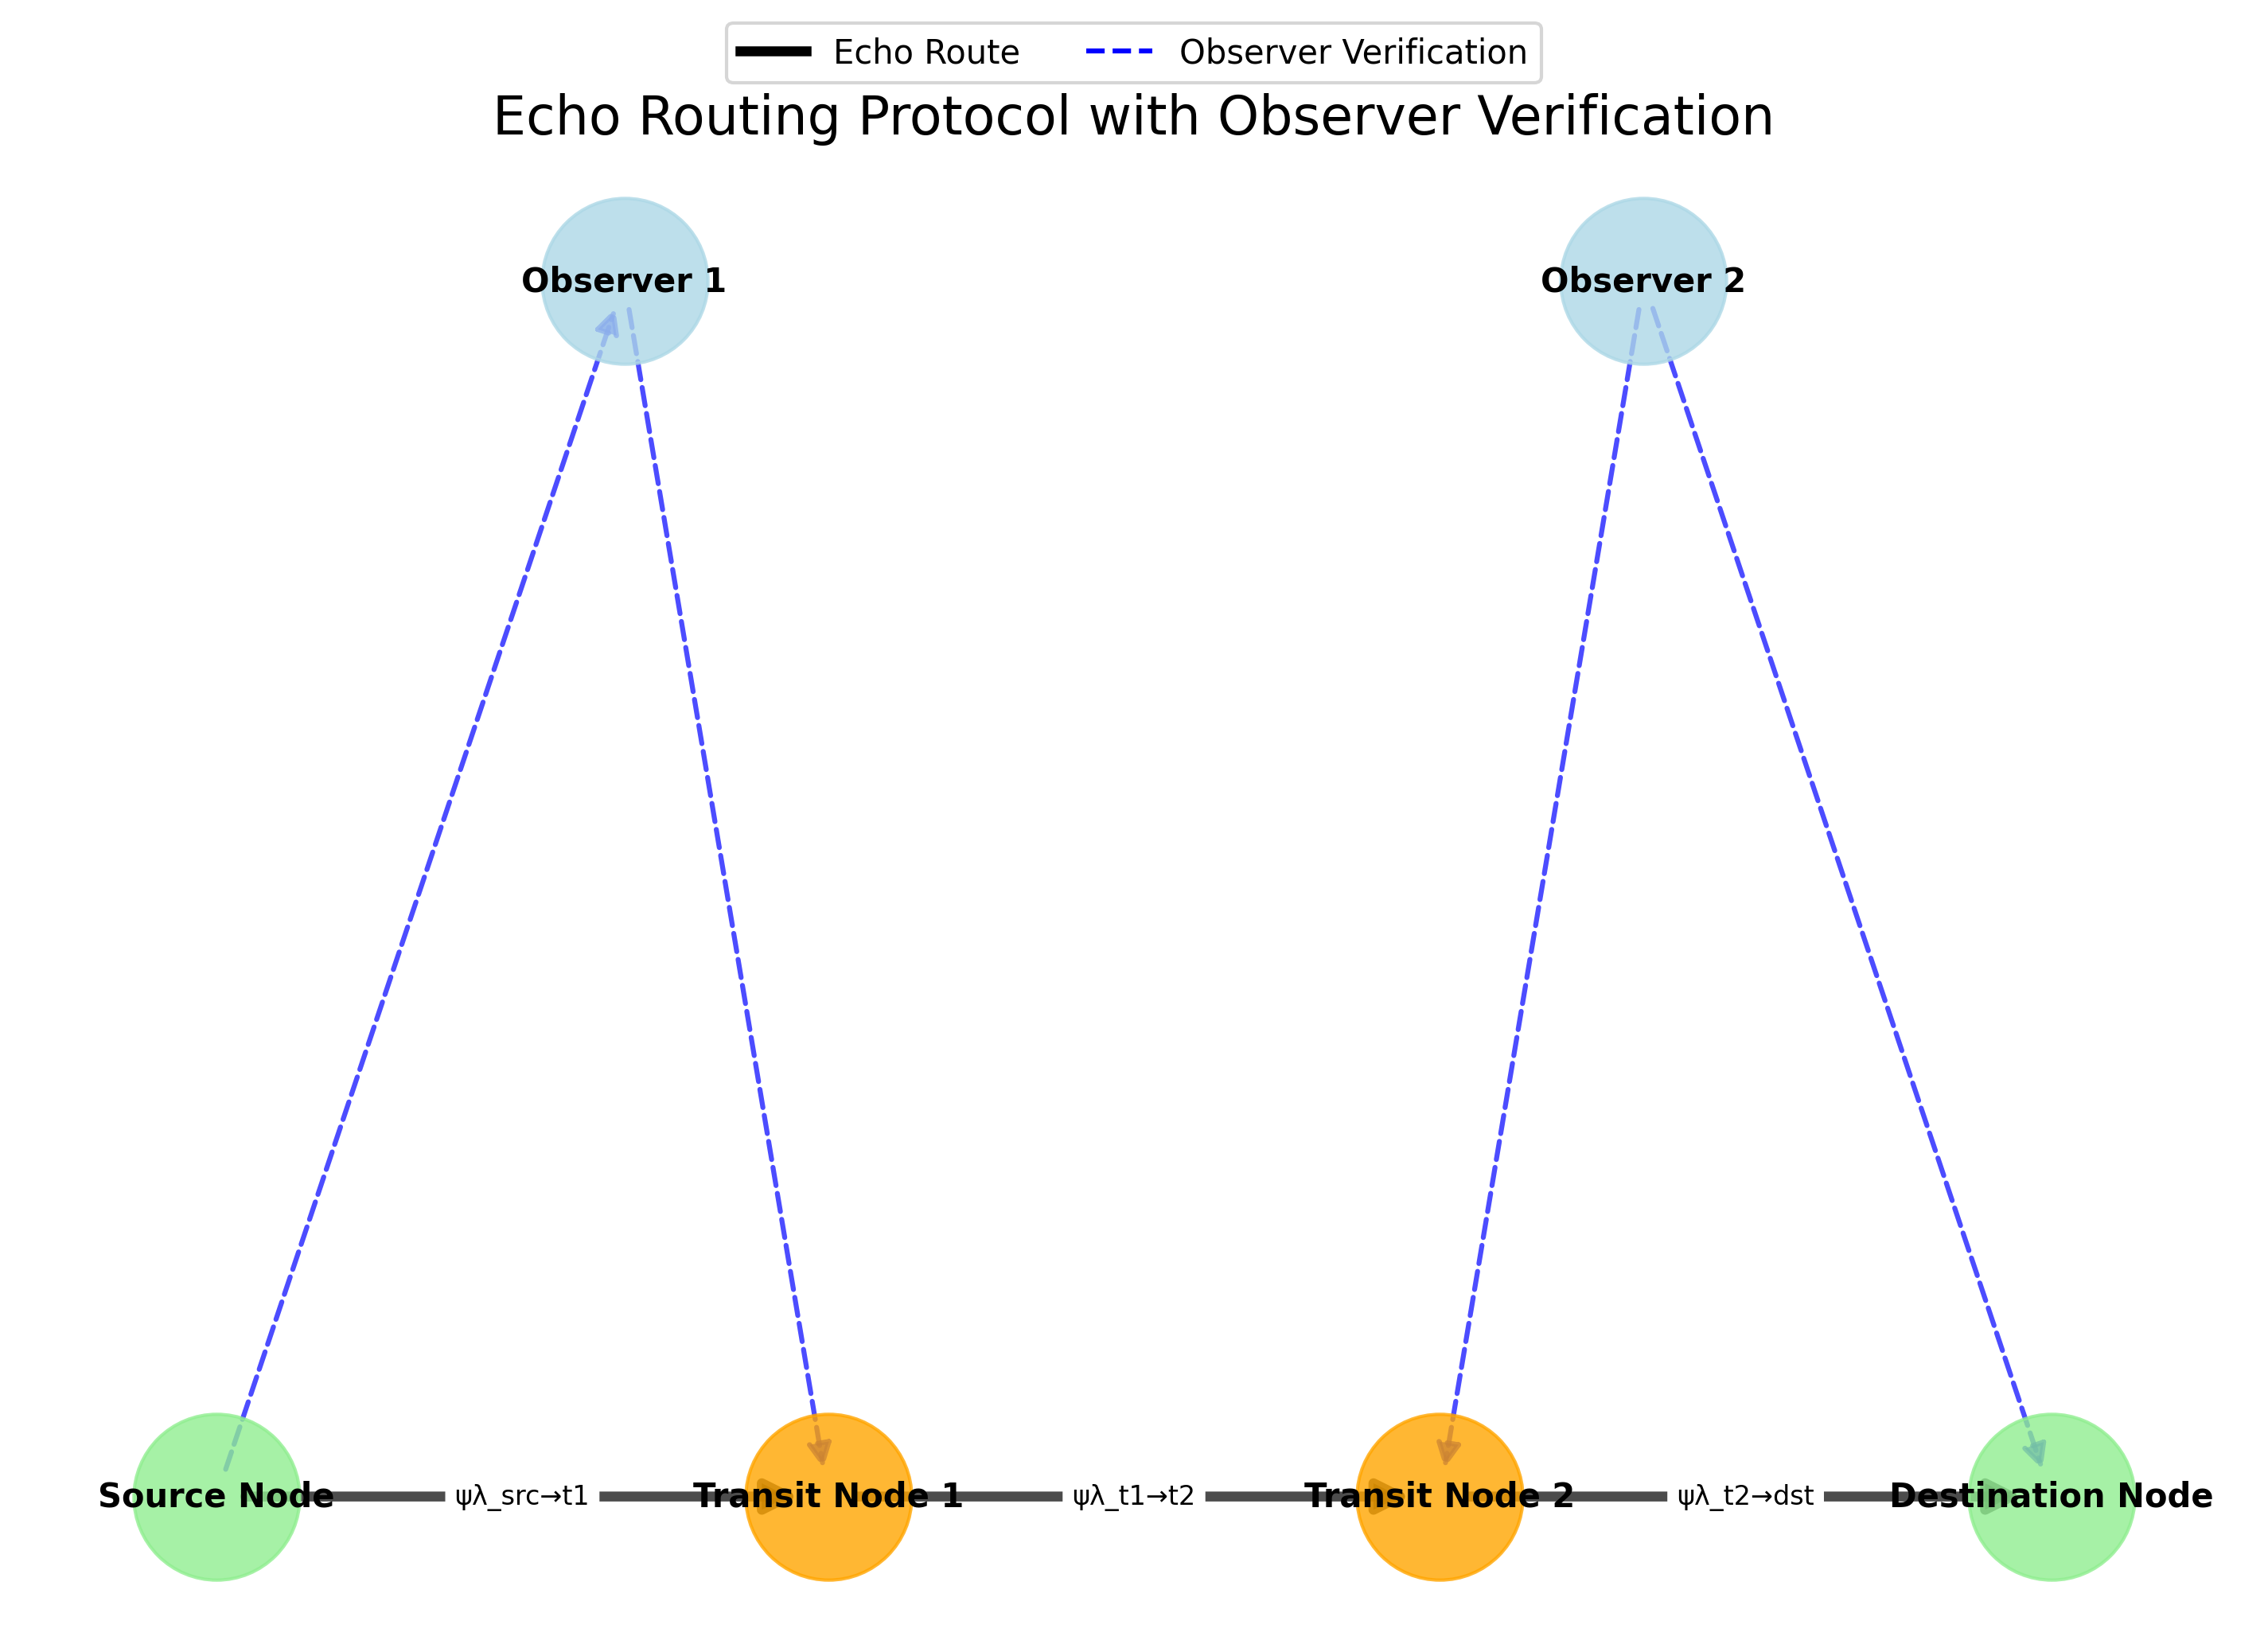 Echo Route
Observer Verification
Echo Routing Protocol with Observer Verification
Observer 1
Observer 2
Source Node
ψλ_src→t1
Transit Node 1
ψλ_t1→t2
Transit Node 2
ψλ_t2→dst
Destination Node